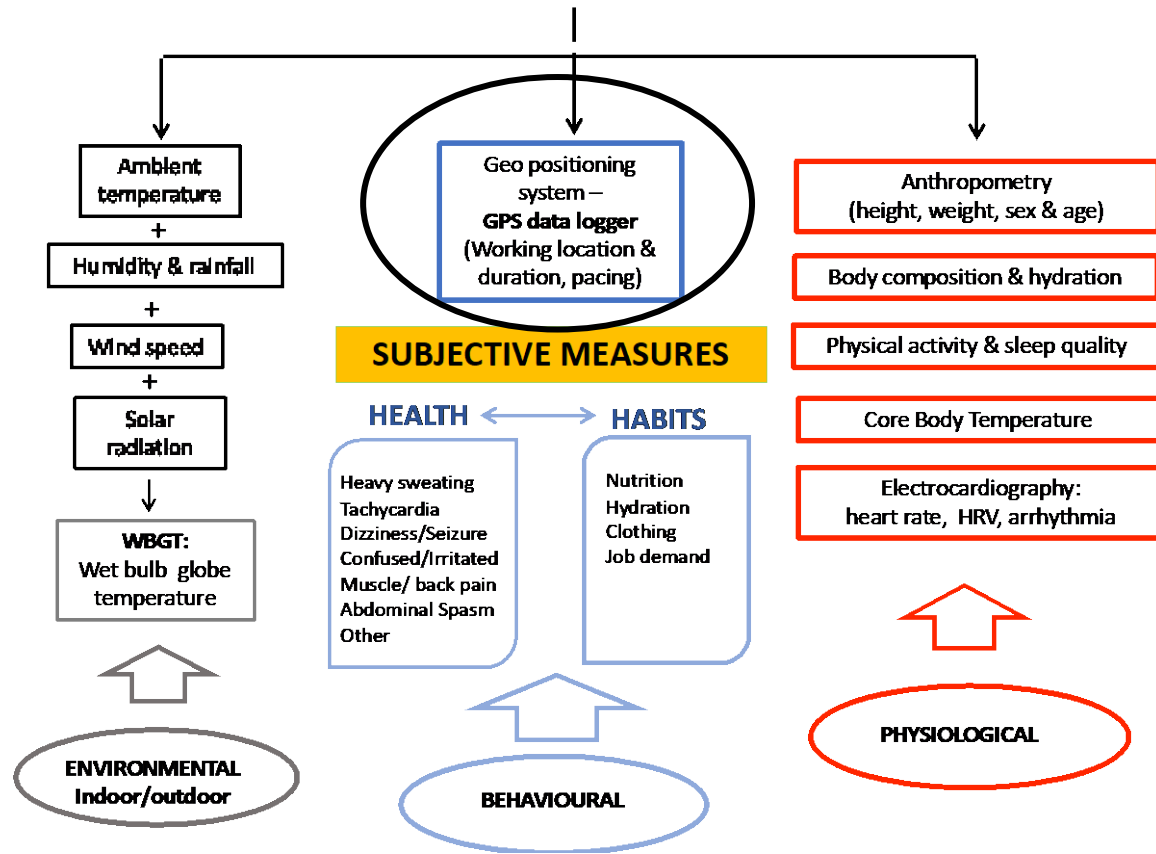 Ambient
temperature
+
Humidity & rainfall
+
Wind speed
+
Solar
radiation
WBGT:
Wet bulb globe
temperature
ENVIRONMENTAL
Indoor/outdoor
Geo positioning
system –
GPS data logger
(Working location &
duration, pacing)
SUBJECTIVE MEASURES
HEALTH
Heavy sweating
Tachycardia
Dizziness/Seizure
Confused/Irritated
Muscle/ back pain
Abdominal Spasm
Other
HABITS
Nutrition
Hydration
Clothing
Job demand
BEHAVIOURAL
Anthropometry
(height, weight, sex & age)
Body composition & hydration
Physical activity & sleep quality
Core Body Temperature
Electrocardiography:
heart rate, HRV, arrhythmia
PHYSIOLOGICAL